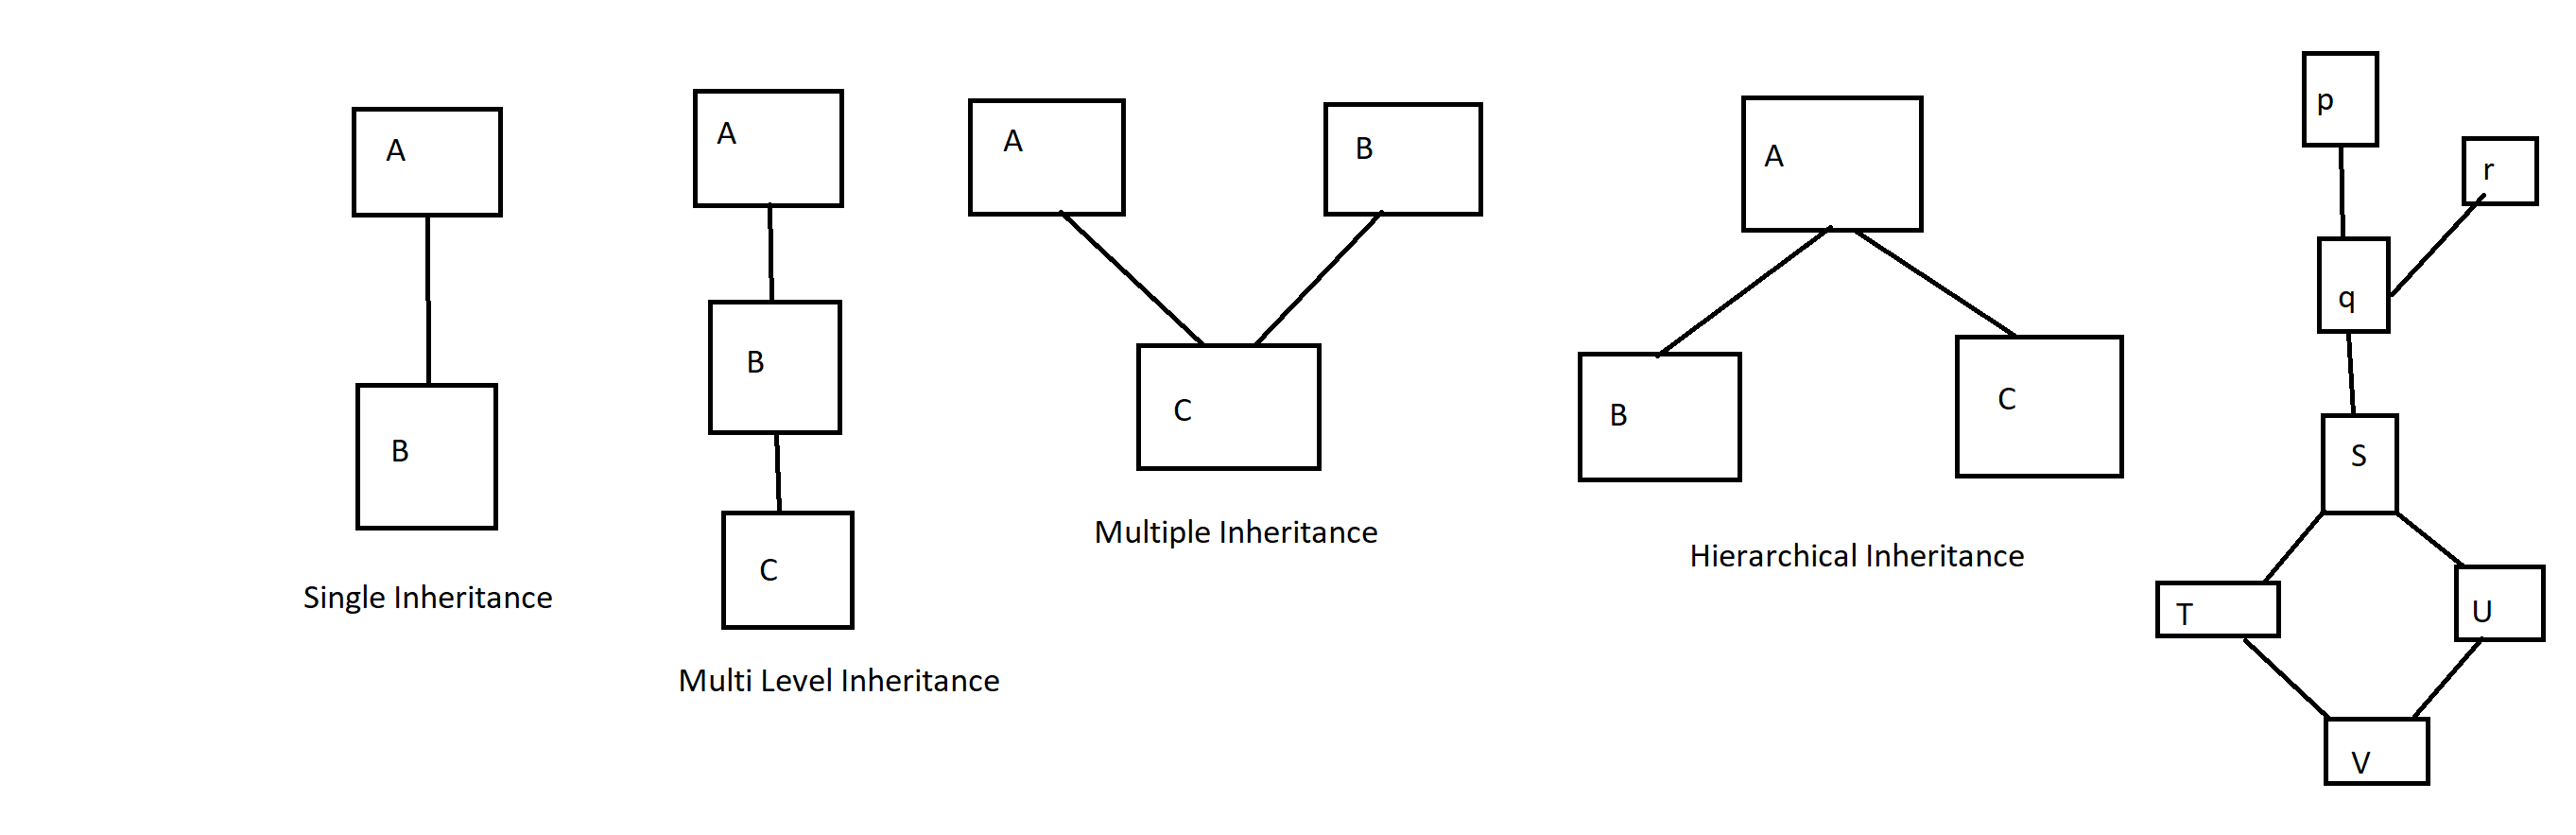 A
B
Single Inheritance
A
B
C
Multi Level Inheritance
A
B
C
Multiple Inheritance
A
B
C
Hierarchical Inheritance
p
r
q
S
T
U
V